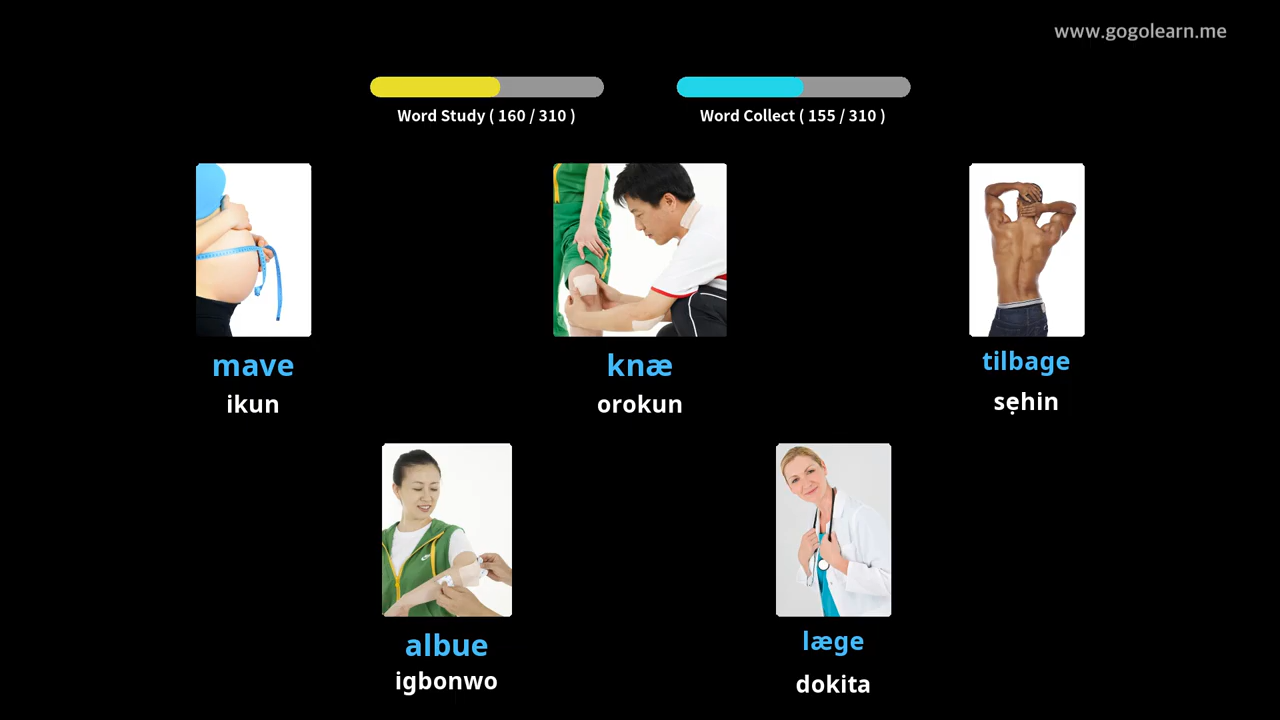 www.gogolearn.me
Word Study ( 160 / 310 )
Word Collect ( 155 / 310 )
mave
ikun
knæ
orokun
tilbage
sẹhin
albue
igbonwo
læge
dokita